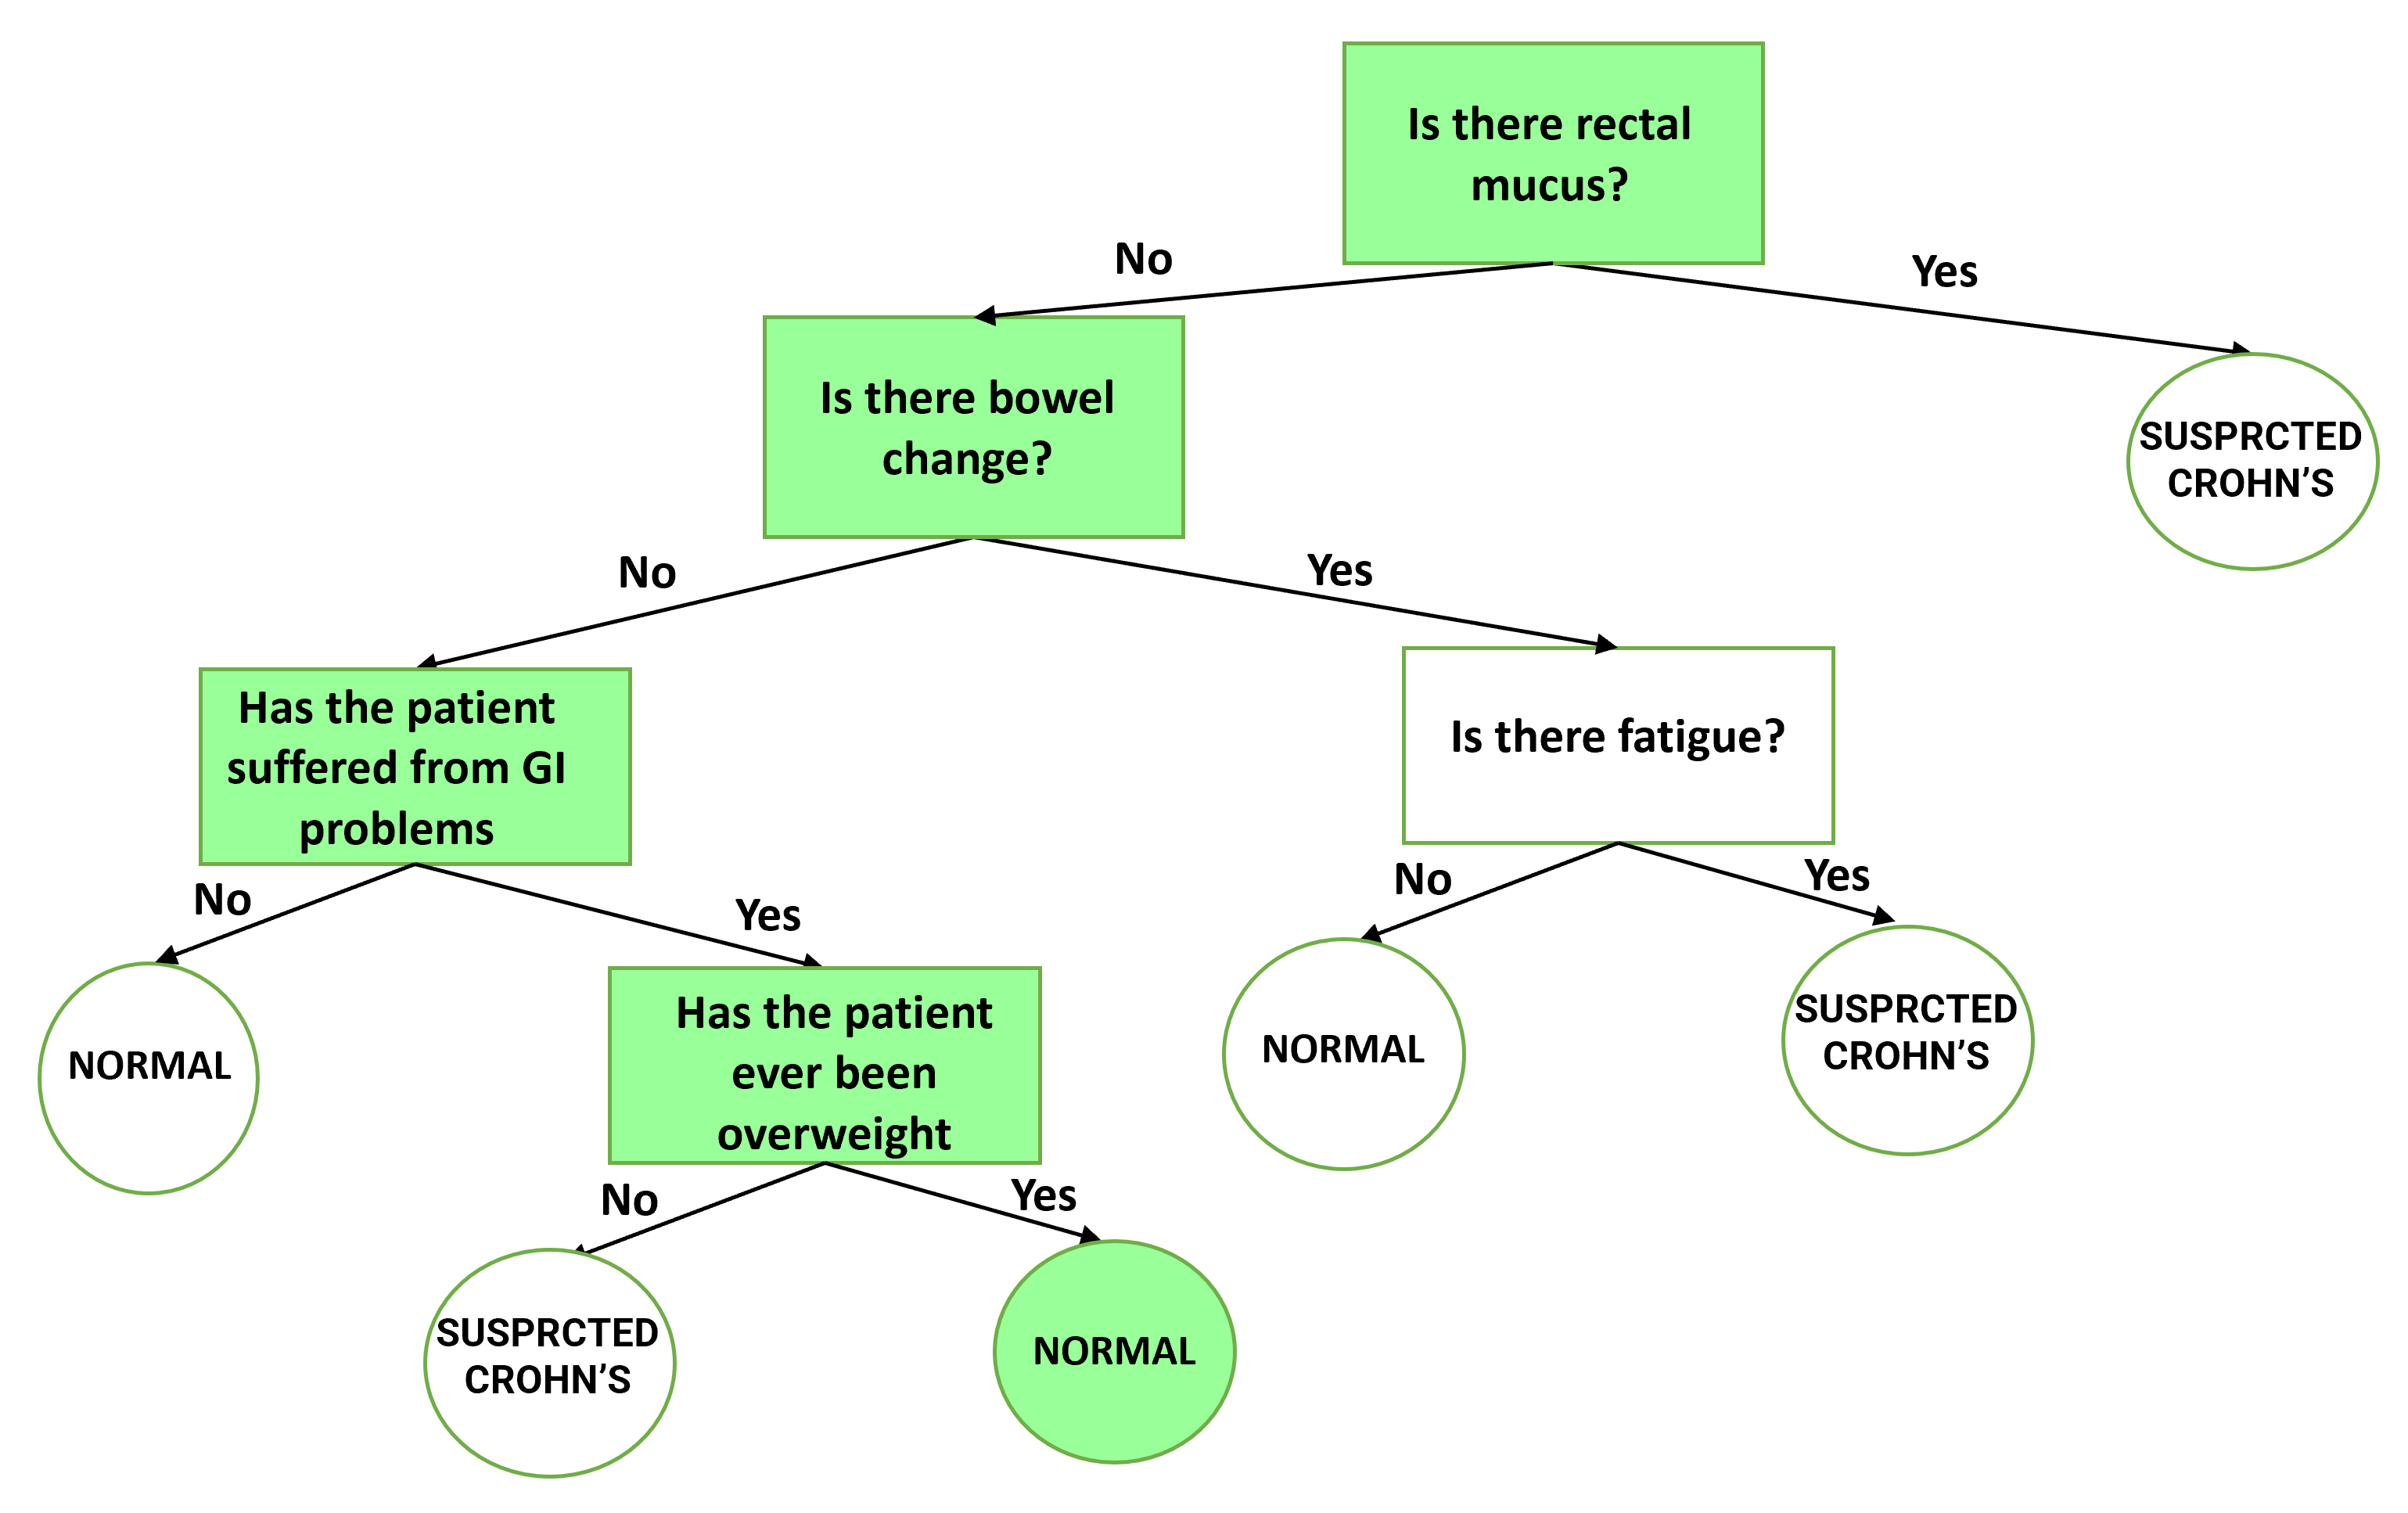 Is there rectal
mucus?
No
Yes
Is there bowel
change?
SUSPRCTED
CROHN’S
No
Yes
Has the patient
suffered from GI
problems
Is there fatigue?
No
Yes
No
Yes
NORMAL
Has the patient
ever been
overweight
NORMAL
SUSPRCTED
CROHN’S
No
Yes
SUSPRCTED
CROHN’S
NORMAL